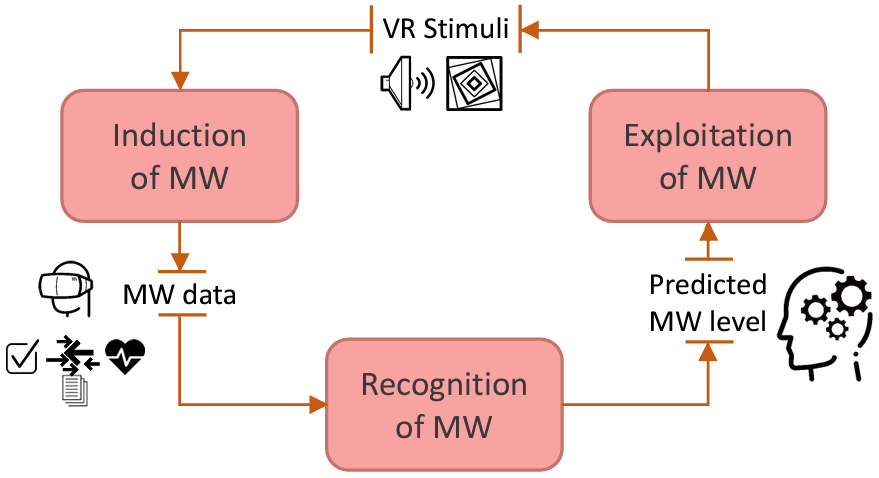 VR Stimuli
Induction
of MW
Exploitation
of MW
MW data
Predicted
MW level
Recognition
of MW